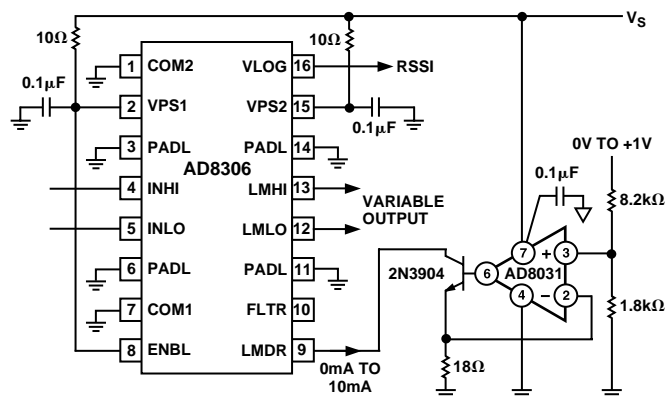 V_S
10Ω
10Ω
0.1µF
1 COM2
VLOG 16
RSSI
2 VPS1
VPS2 15
0.1µF
3 PADL
PADL 14
AD8306
4 INHI
LMHI 13
VARIABLE
OUTPUT
5 INLO
LMLO 12
6 PADL
PADL 11
7 COM1
FLTR 10
8 ENBL
LMDR 9
0mA TO
10mA
2N3904
18Ω
0V TO +1V
0.1µF
8.2kΩ
7
+ 3
6
AD8031
4
– 2
1.8kΩ